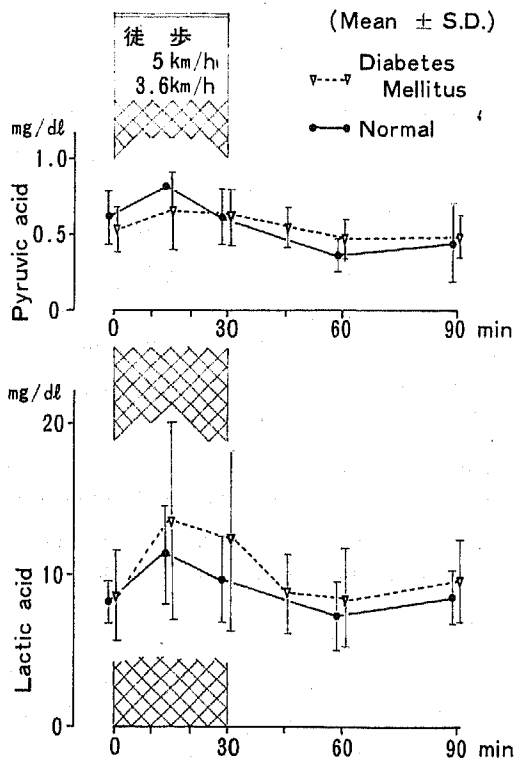 徒 歩
5 km/h
3.6km/h
(Mean ± S.D.)
Diabetes
Mellitus
Normal
mg/dl
1.0
0.5
0
Pyruvic acid
0 30 60 90 min
mg/dl
20
10
0
Lactic acid
0 30 60 90 min